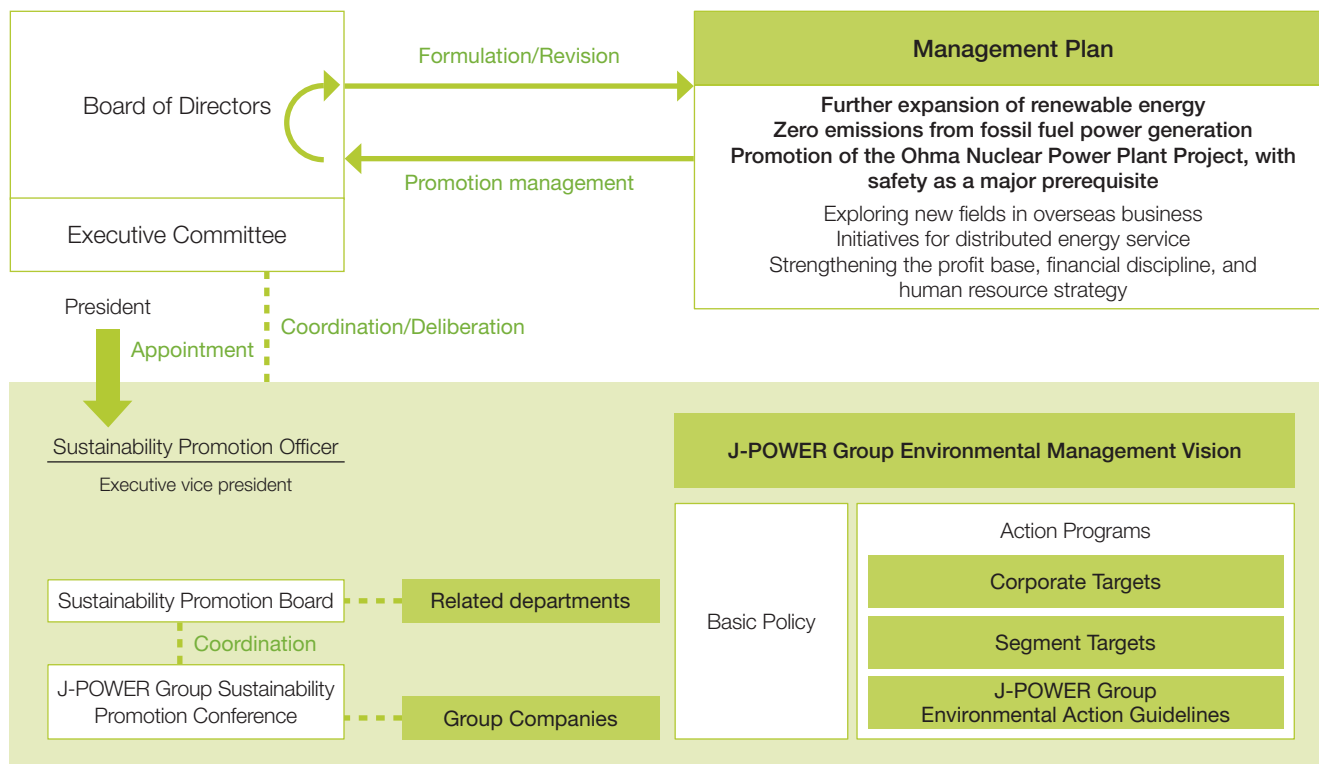 Board of Directors
Executive Committee
Formulation/Revision
Promotion management
Management Plan
Further expansion of renewable energy
Zero emissions from fossil fuel power generation
Promotion of the Ohma Nuclear Power Plant Project, with
safety as a major prerequisite
Exploring new fields in overseas business
Initiatives for distributed energy service
Strengthening the profit base, financial discipline, and
human resource strategy
President
Appointment
Coordination/Deliberation
Sustainability Promotion Officer
Executive vice president
Sustainability Promotion Board
Related departments
Coordination
J-POWER Group Sustainability
Promotion Conference
Group Companies
J-POWER Group Environmental Management Vision
Basic Policy
Action Programs
Corporate Targets
Segment Targets
J-POWER Group
Environmental Action Guidelines